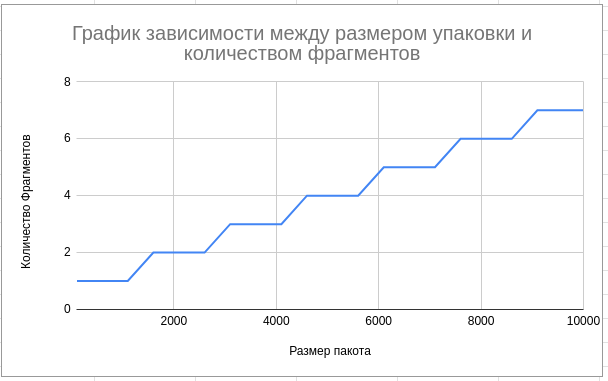 График зависимости между размером упаковки и
количеством фрагментов
8
6
4
2
0
Количество Фрагментов
2000
4000
6000
8000
10000
Размер пакота